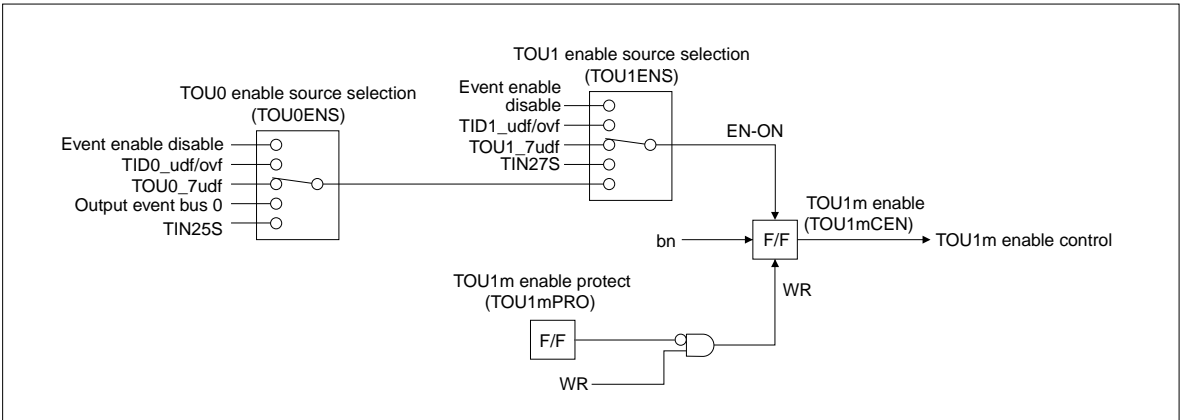 TOU1 enable source selection
(TOU1ENS)
Event enable
disable
TID1_udf/ovf
TOU1_7udf
TIN27S
TOU0 enable source selection
(TOU0ENS)
Event enable disable
TID0_udf/ovf
TOU0_7udf
Output event bus 0
TIN25S
EN-ON
TOU1m enable
(TOU1mCEN)
bn
F/F
TOU1m enable control
WR
TOU1m enable protect
(TOU1mPRO)
F/F
WR